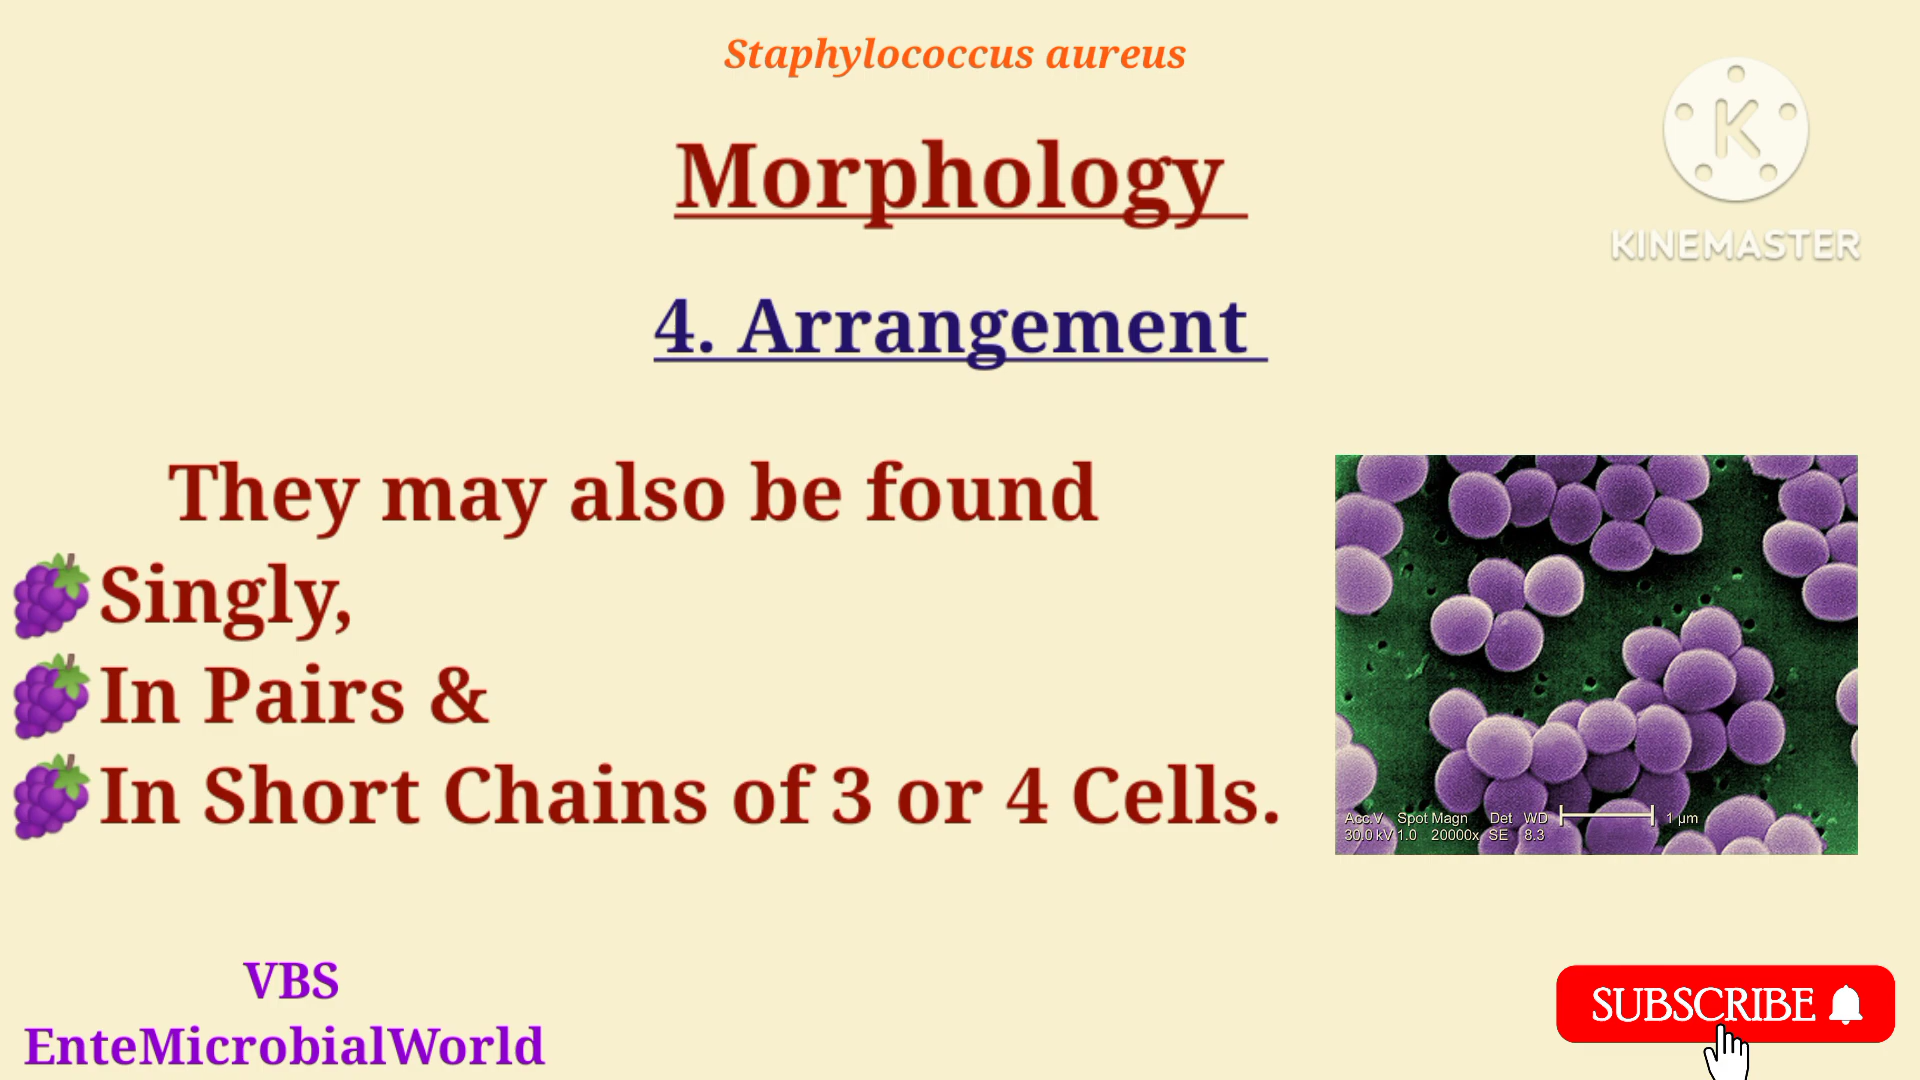 Staphylococcus aureus
Morphology
KINEMASTER
4. Arrangement
They may also be found
🍇Singly,
🍇In Pairs &
🍇In Short Chains of 3 or 4 Cells.
Acc.V Spot Magn Det WD 1 µm
30.0 kV 1.0 20000x SE 8.3
VBS
EnteMicrobialWorld
SUBSCRIBE